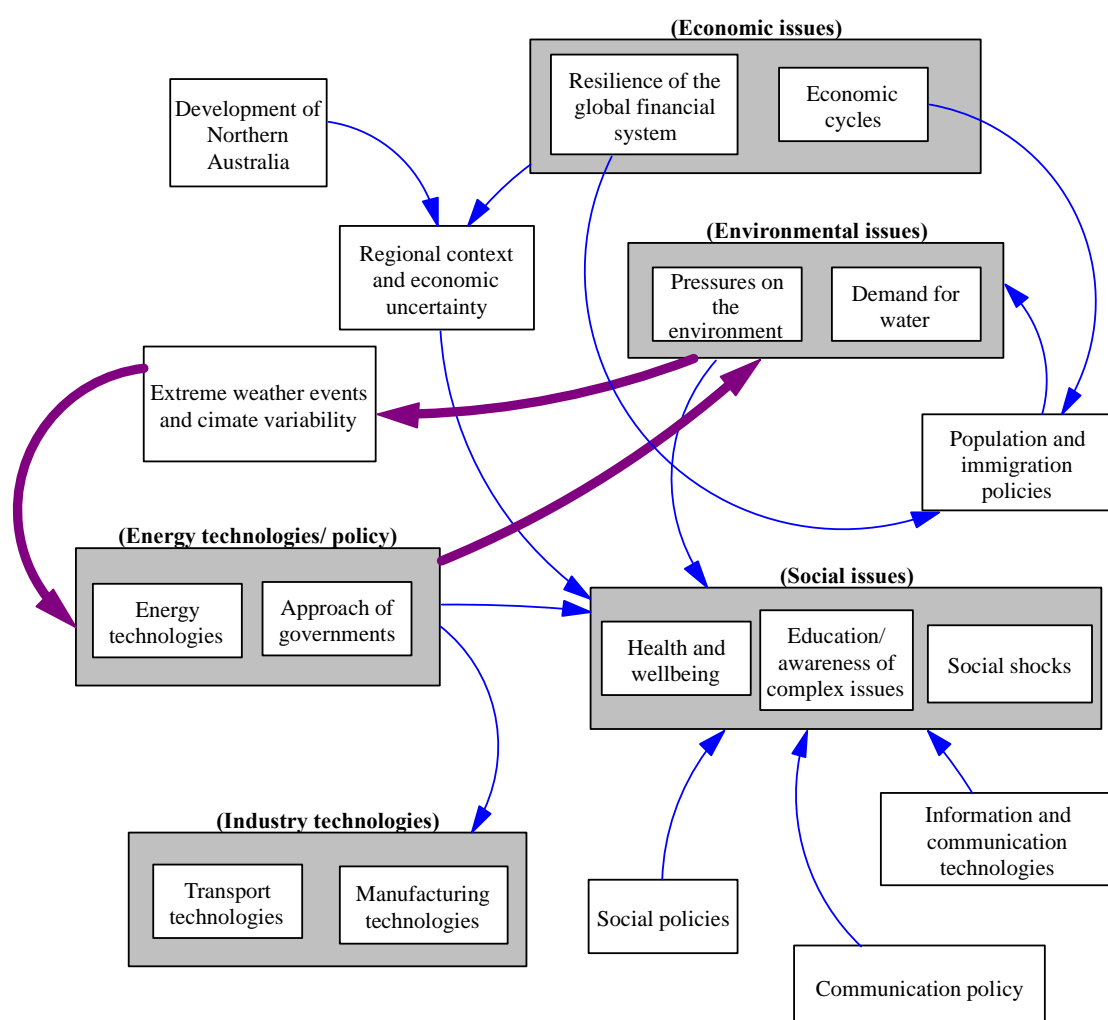 (Economic issues)
Resilience of the
global financial
system
Economic
cycles
Development of
Northern
Australia
Regional context
and economic
uncertainty
(Environmental issues)
Pressures on
the
environment
Demand for
water
Extreme weather events
and cimate variability
Population and
immigration
policies
(Energy technologies/ policy)
Energy
technologies
Approach of
governments
(Social issues)
Health and
wellbeing
Education/
awareness of
complex issues
Social shocks
(Industry technologies)
Transport
technologies
Manufacturing
technologies
Social policies
Information and
communication
technologies
Communication policy